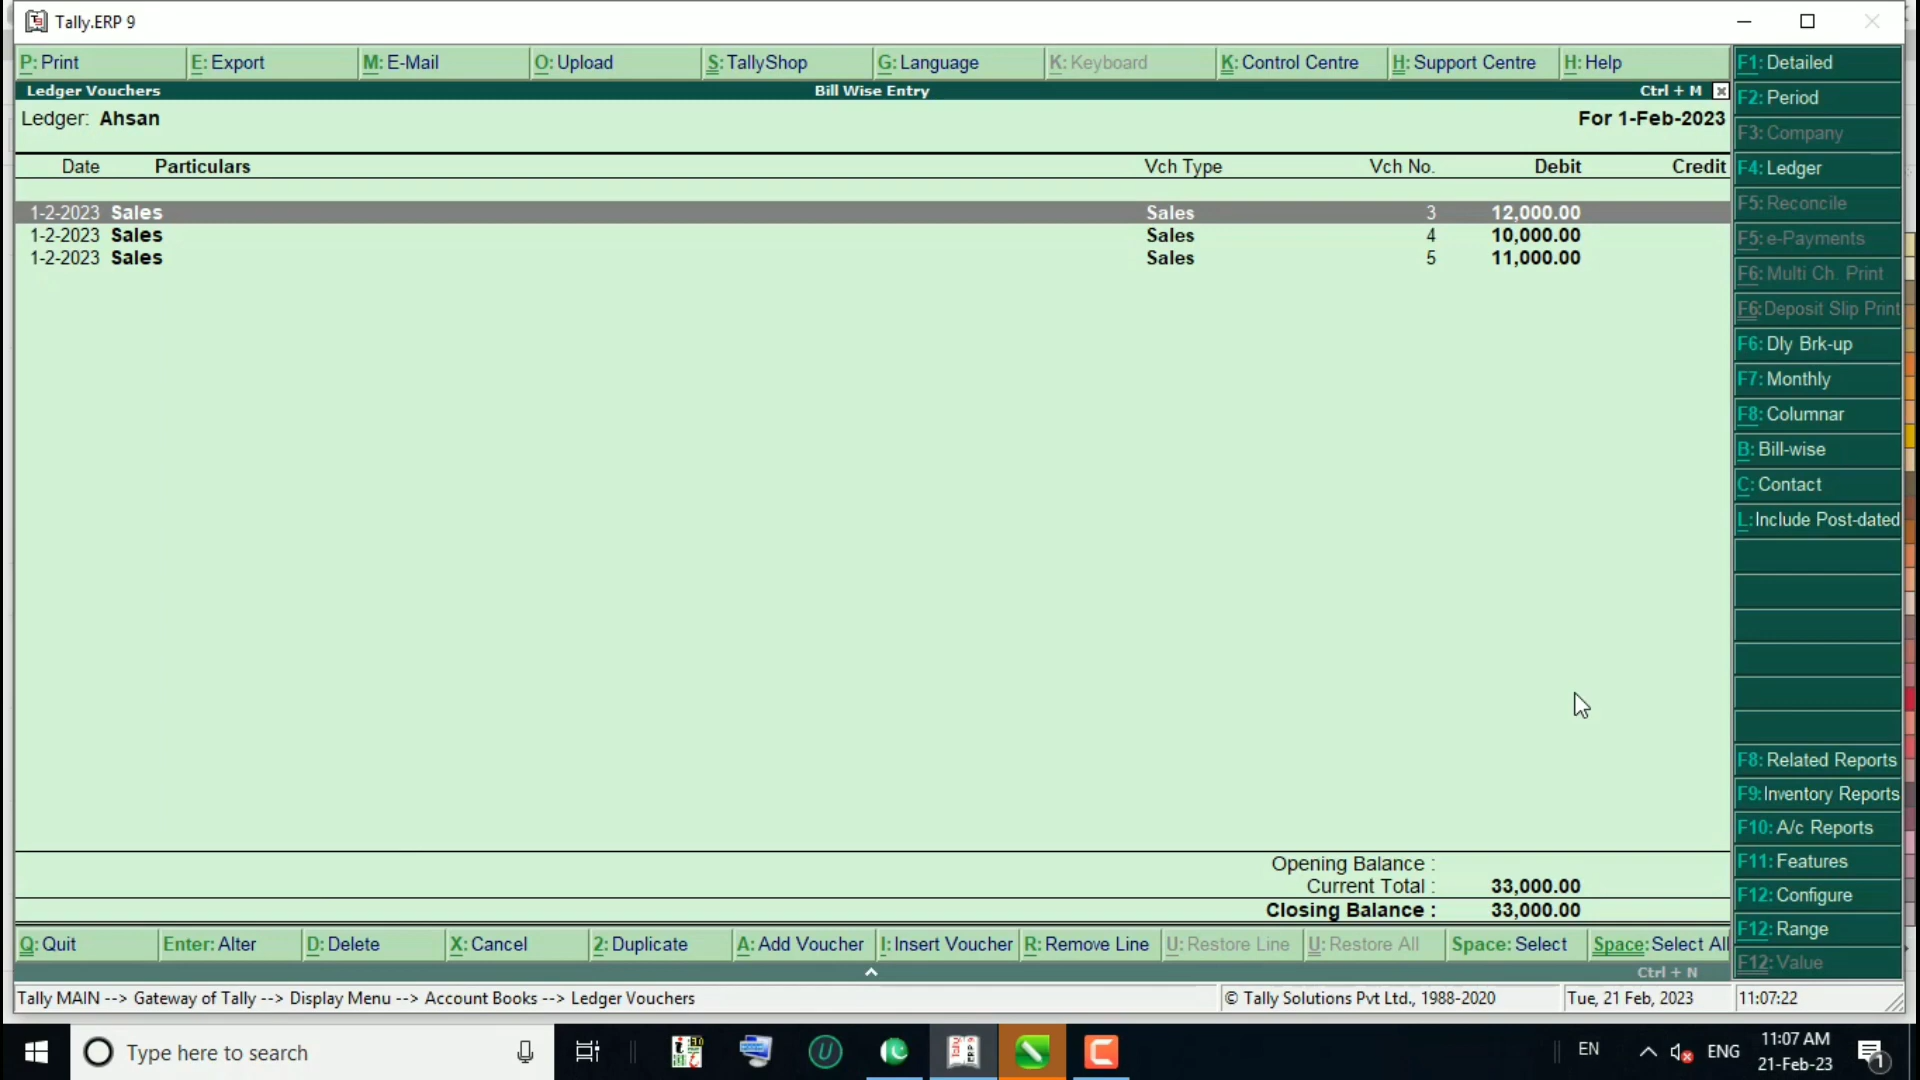 Tally.ERP 9
P: Print E: Export M: E-Mail O: Upload S: TallyShop G: Language K: Keyboard K: Control Centre H: Support Centre H: Help
Ledger Vouchers Bill Wise Entry Ctrl + M
Ledger: Ahsan For 1-Feb-2023
Date Particulars Vch Type Vch No. Debit Credit
1-2-2023 Sales Sales 3 12,000.00
1-2-2023 Sales Sales 4 10,000.00
1-2-2023 Sales Sales 5 11,000.00
Opening Balance :
Current Total : 33,000.00
Closing Balance : 33,000.00
Q: Quit Enter: Alter D: Delete X: Cancel 2: Duplicate A: Add Voucher I: Insert Voucher R: Remove Line U: Restore Line U: Restore All Space: Select Space: Select All
Ctrl + N
F1: Detailed
F2: Period
F3: Company
F4: Ledger
F5: Reconcile
F5: e-Payments
F6: Multi Ch. Print
F6: Deposit Slip Print
F6: Dly Brk-up
F7: Monthly
F8: Columnar
B: Bill-wise
C: Contact
L: Include Post-dated
F8: Related Reports
F9: Inventory Reports
F10: A/c Reports
F11: Features
F12: Configure
F12: Range
F12: Value
Tally MAIN --> Gateway of Tally --> Display Menu --> Account Books --> Ledger Vouchers © Tally Solutions Pvt Ltd., 1988-2020 Tue, 21 Feb, 2023 11:07:22
Type here to search EN ENG 11:07 AM
21-Feb-23 1